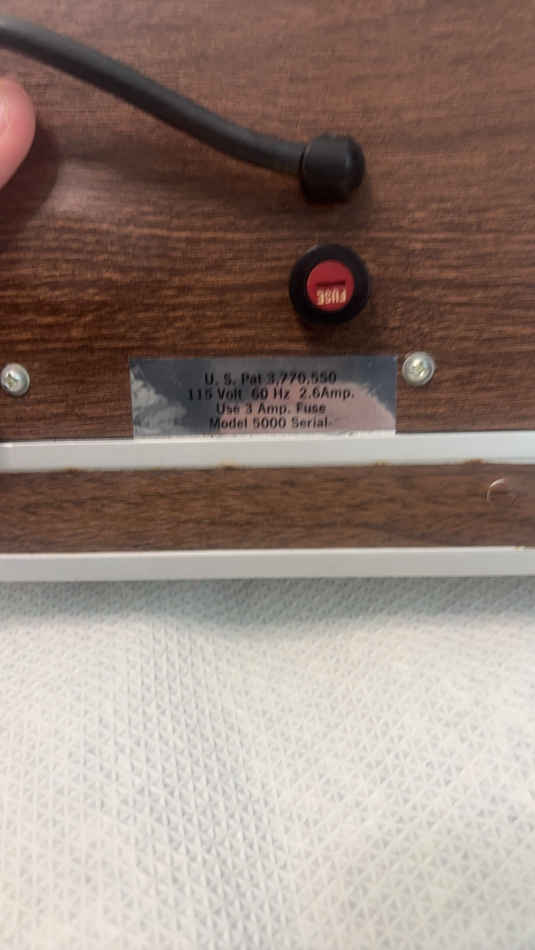 FUSE
U. S. Pat 3,770,550
115 Volt 60 Hz 2.6Amp.
Use 3 Amp. Fuse
Model 5000 Serial-